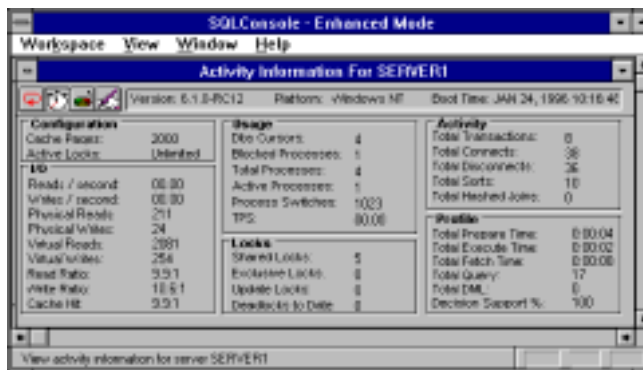 SQLConsole - Enhanced Mode
Workspace View Window Help
Activity Information For SERVER1
Version: 6.1.0-RC12 Platform: Windows NT Boot Time: JAN 24, 1996 10:16:46
Configuration
Cache Pages: 2000
Active Locks: Unlimited
I/O
Reads / second: 00.00
Writes / second: 00.00
Physical Reads: 211
Physical Writes: 24
Virtual Reads: 2081
Virtual Writes: 254
Read Ratio: 9.9:1
Write Ratio: 10.6:1
Cache Hit: 9.9:1
Usage
Dbs Cursors: 4
Blocked Processes: 1
Total Processes: 4
Active Processes: 1
Process Switches: 1023
TPS: 00.00
Locks
Shared Locks: 5
Exclusive Locks: 0
Update Locks: 0
Deadlocks to Date: 0
Activity
Total Transactions: 8
Total Connects: 38
Total Disconnects: 36
Total Sorts: 10
Total Hashed Joins: 0
Profile
Total Prepare Time: 0:00:04
Total Execute Time: 0:00:02
Total Fetch Time: 0:00:00
Total Query: 17
Total DML: 0
Decision Support %: 100
View activity information for server SERVER1